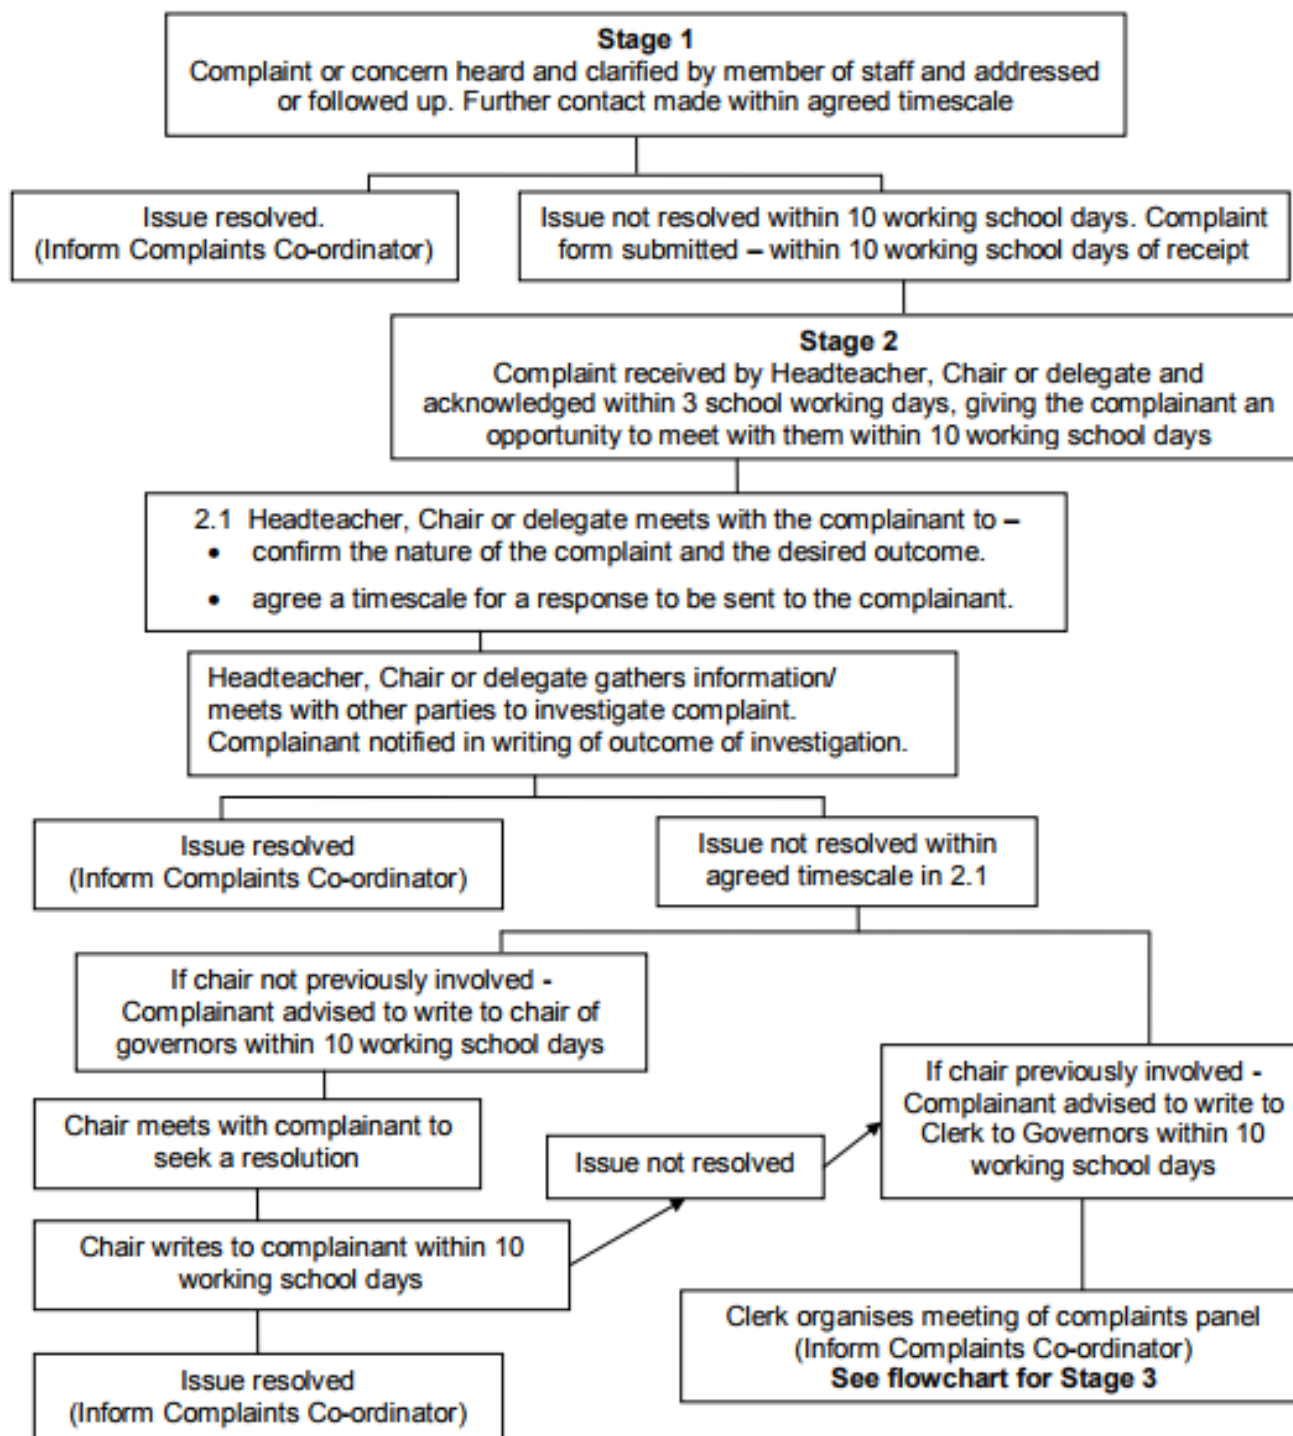 Stage 1
Complaint or concern heard and clarified by member of staff and addressed
or followed up. Further contact made within agreed timescale
Issue resolved.
(Inform Complaints Co-ordinator)
Issue not resolved within 10 working school days. Complaint
form submitted – within 10 working school days of receipt
Stage 2
Complaint received by Headteacher, Chair or delegate and
acknowledged within 3 school working days, giving the complainant an
opportunity to meet with them within 10 working school days
2.1 Headteacher, Chair or delegate meets with the complainant to –
• confirm the nature of the complaint and the desired outcome.
• agree a timescale for a response to be sent to the complainant.
Headteacher, Chair or delegate gathers information/
meets with other parties to investigate complaint.
Complainant notified in writing of outcome of investigation.
Issue resolved
(Inform Complaints Co-ordinator)
Issue not resolved within
agreed timescale in 2.1
If chair not previously involved -
Complainant advised to write to chair of
governors within 10 working school days
If chair previously involved -
Complainant advised to write to
Clerk to Governors within 10
working school days
Chair meets with complainant to
seek a resolution
Issue not resolved
Chair writes to complainant within 10
working school days
Clerk organises meeting of complaints panel
(Inform Complaints Co-ordinator)
See flowchart for Stage 3
Issue resolved
(Inform Complaints Co-ordinator)